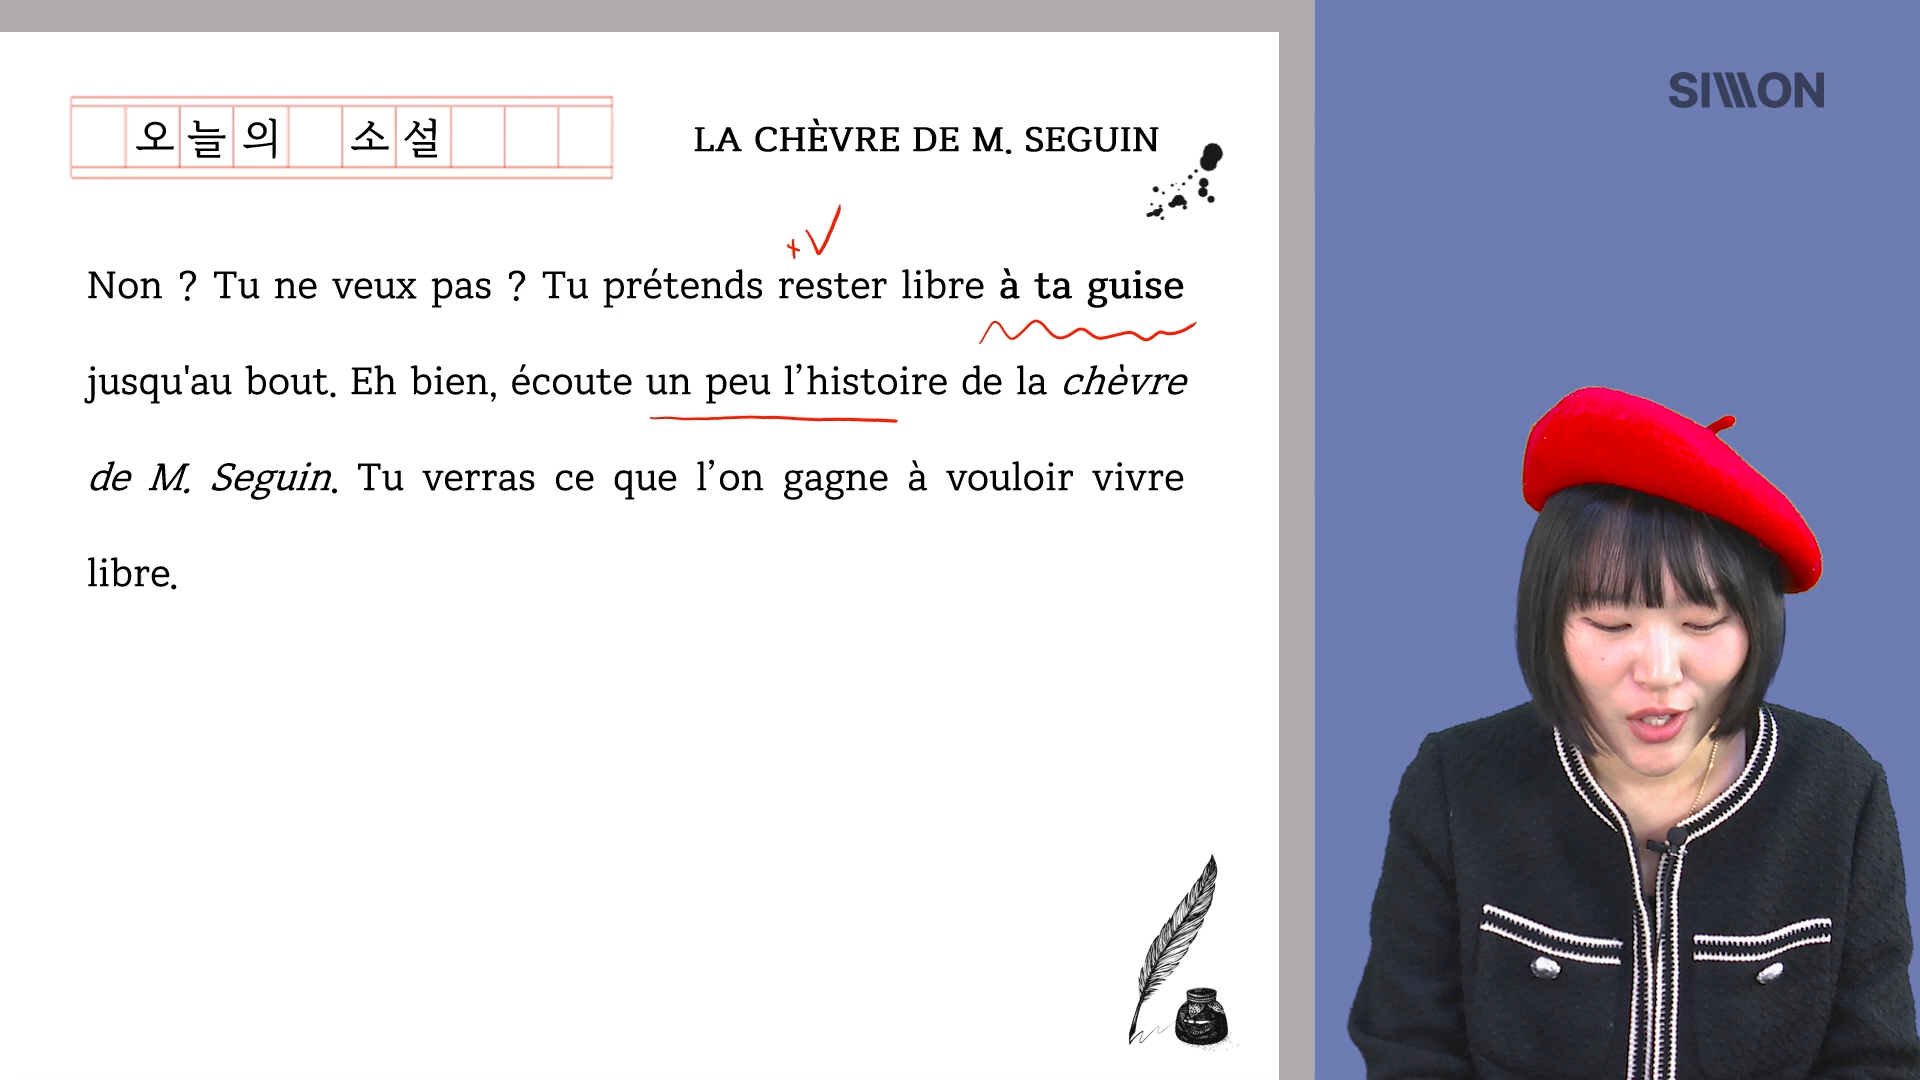 오늘의 소설
LA CHÈVRE DE M. SEGUIN
+√
Non ? Tu ne veux pas ? Tu prétends rester libre à ta guise
jusqu'au bout. Eh bien, écoute un peu l’histoire de la chèvre
de M. Seguin. Tu verras ce que l’on gagne à vouloir vivre
libre.
SIMON